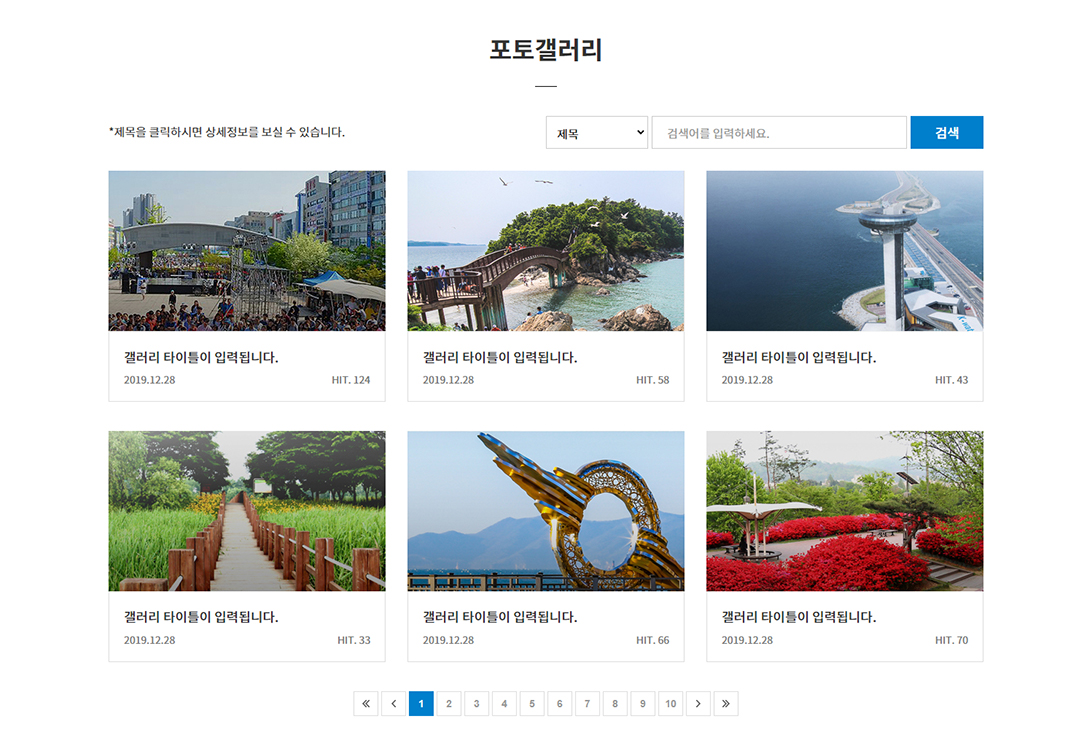 포토갤러리
*제목을 클릭하시면 상세정보를 보실 수 있습니다.
제목 검색어를 입력하세요. 검색
갤러리 타이틀이 입력됩니다. 갤러리 타이틀이 입력됩니다. 갤러리 타이틀이 입력됩니다.
2019.12.28 HIT. 124 2019.12.28 HIT. 58 2019.12.28 HIT. 43
갤러리 타이틀이 입력됩니다. 갤러리 타이틀이 입력됩니다. 갤러리 타이틀이 입력됩니다.
2019.12.28 HIT. 33 2019.12.28 HIT. 66 2019.12.28 HIT. 70
« ‹ 1 2 3 4 5 6 7 8 9 10 › »